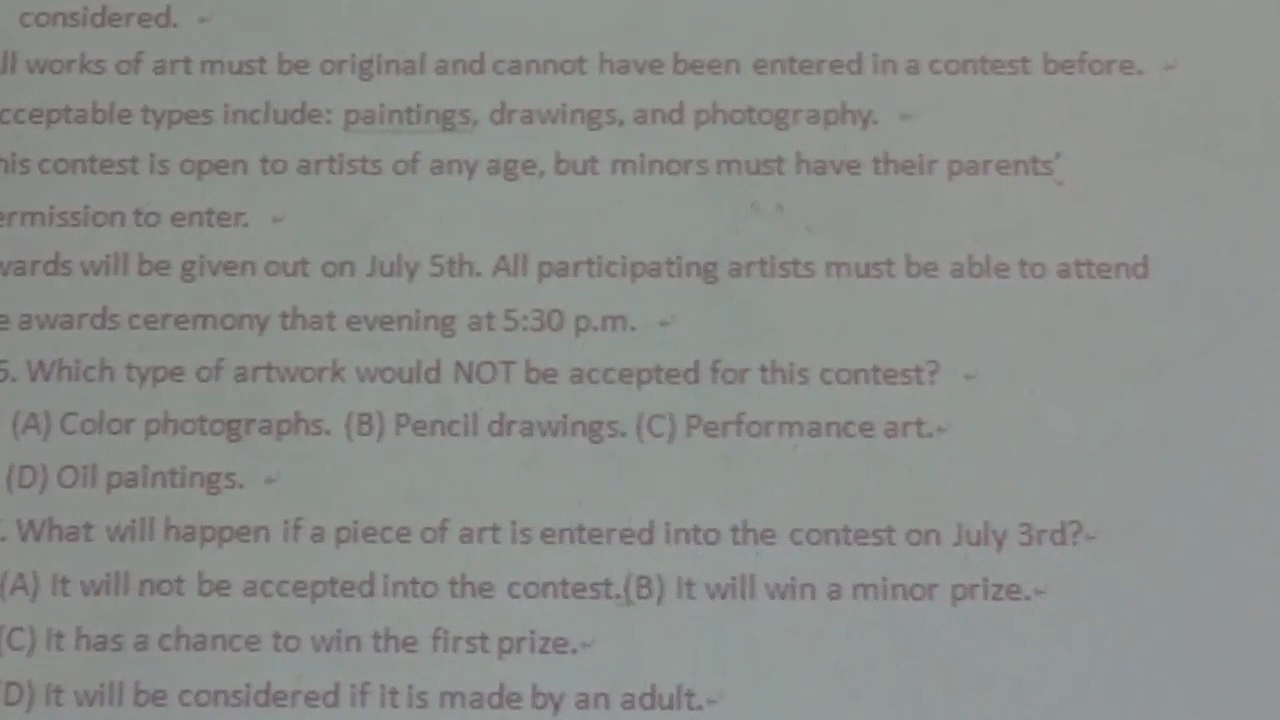 considered.
ll works of art must be original and cannot have been entered in a contest before.
cceptable types include: paintings, drawings, and photography.
his contest is open to artists of any age, but minors must have their parents'
ermission to enter.
wards will be given out on July 5th. All participating artists must be able to attend
e awards ceremony that evening at 5:30 p.m.
5. Which type of artwork would NOT be accepted for this contest?
(A) Color photographs. (B) Pencil drawings. (C) Performance art.
(D) Oil paintings.
. What will happen if a piece of art is entered into the contest on July 3rd?
(A) It will not be accepted into the contest.(B) It will win a minor prize.
(C) It has a chance to win the first prize.
D) It will be considered if it is made by an adult.